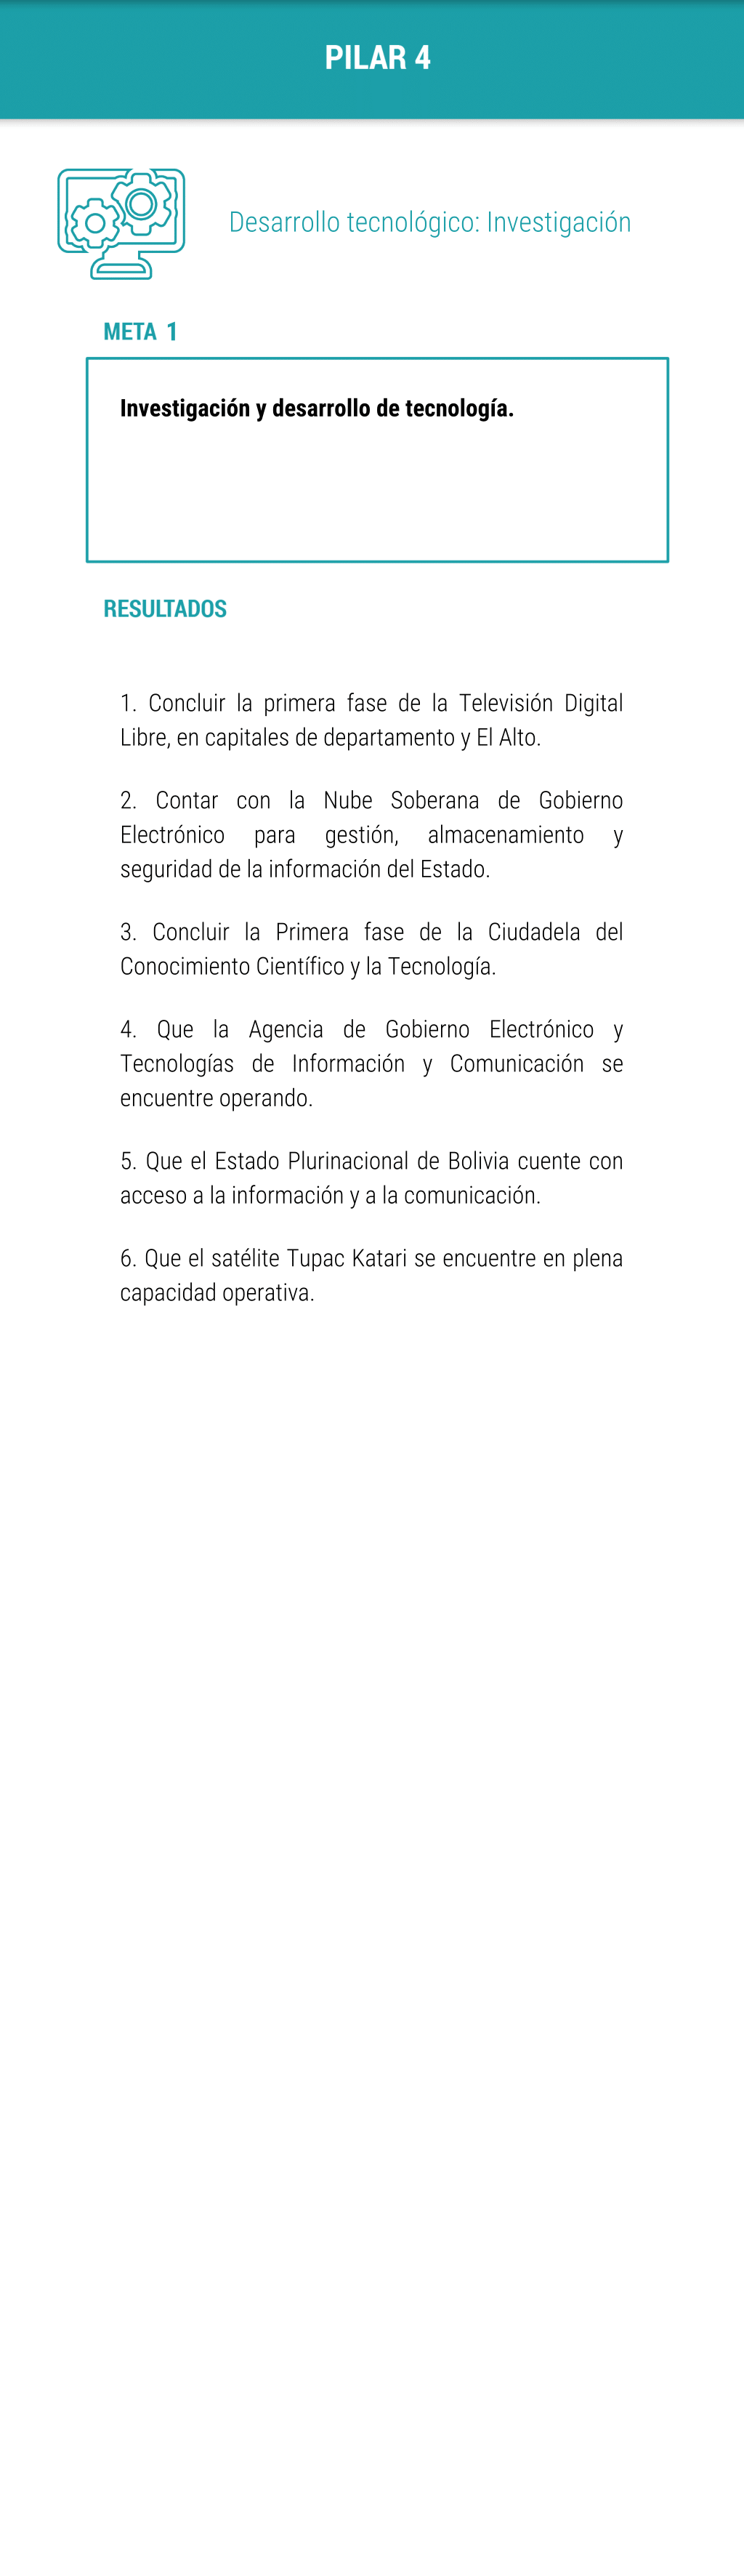 PILAR 4
Desarrollo tecnológico: Investigación
META 1
Investigación y desarrollo de tecnología.
RESULTADOS
1. Concluir la primera fase de la Televisión Digital
Libre, en capitales de departamento y El Alto.
2. Contar con la Nube Soberana de Gobierno
Electrónico para gestión, almacenamiento y
seguridad de la información del Estado.
3. Concluir la Primera fase de la Ciudadela del
Conocimiento Científico y la Tecnología.
4. Que la Agencia de Gobierno Electrónico y
Tecnologías de Información y Comunicación se
encuentre operando.
5. Que el Estado Plurinacional de Bolivia cuente con
acceso a la información y a la comunicación.
6. Que el satélite Tupac Katari se encuentre en plena
capacidad operativa.